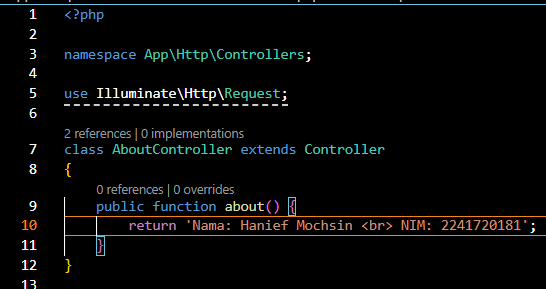 1 <?php
2
3 namespace App\Http\Controllers;
4
5 use Illuminate\Http\Request;
6
2 references | 0 implementations
7 class AboutController extends Controller
8 {
0 references | 0 overrides
9 public function about() {
10 return 'Nama: Hanief Mochsin <br> NIM: 2241720181';
11 }
12 }
13